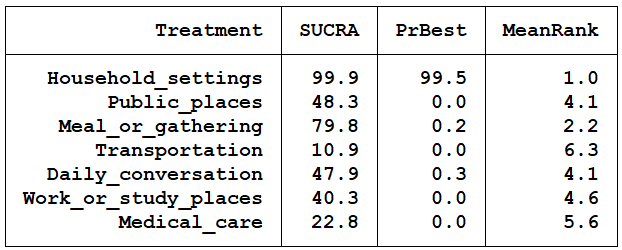 Treatment SUCRA PrBest MeanRank
Household_settings 99.9 99.5 1.0
Public_places 48.3 0.0 4.1
Meal_or_gathering 79.8 0.2 2.2
Transportation 10.9 0.0 6.3
Daily_conversation 47.9 0.3 4.1
Work_or_study_places 40.3 0.0 4.6
Medical_care 22.8 0.0 5.6